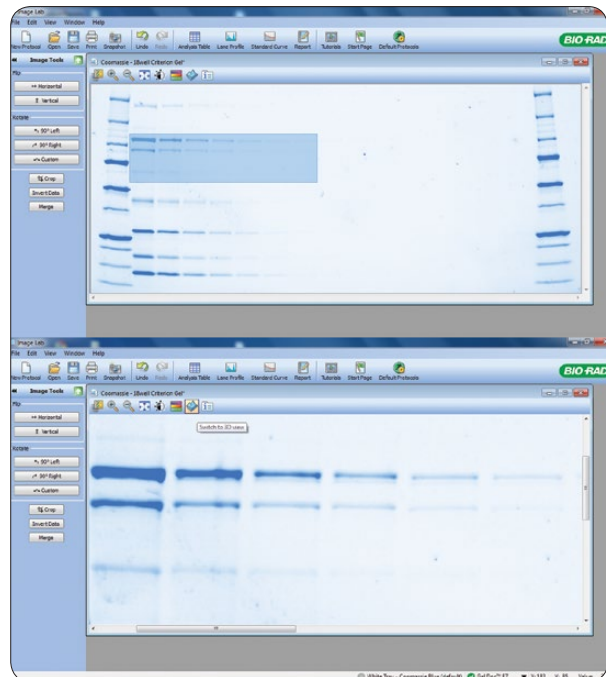 Image Lab
File Edit View Window Help
New Protocol Open Save Print Snapshot Undo Redo Analysis Table Lane Profile Standard Curve Report Tutorials Start Page Default Protocols
BIO-RAD
Image Tools
Coomassie - 18well Criterion Gel*
Flip
Horizontal
Vertical
Rotate
90° Left
90° Right
Custom
Crop
Invert Data
Merge
Image Lab
File Edit View Window Help
New Protocol Open Save Print Snapshot Undo Redo Analysis Table Lane Profile Standard Curve Report Tutorials Start Page Default Protocols
BIO-RAD
Image Tools
Coomassie - 18well Criterion Gel*
Flip
Horizontal
Vertical
Switch to 3D view
Rotate
90° Left
90° Right
Custom
Crop
Invert Data
Merge
White Tray - Coomassie Blue (default)